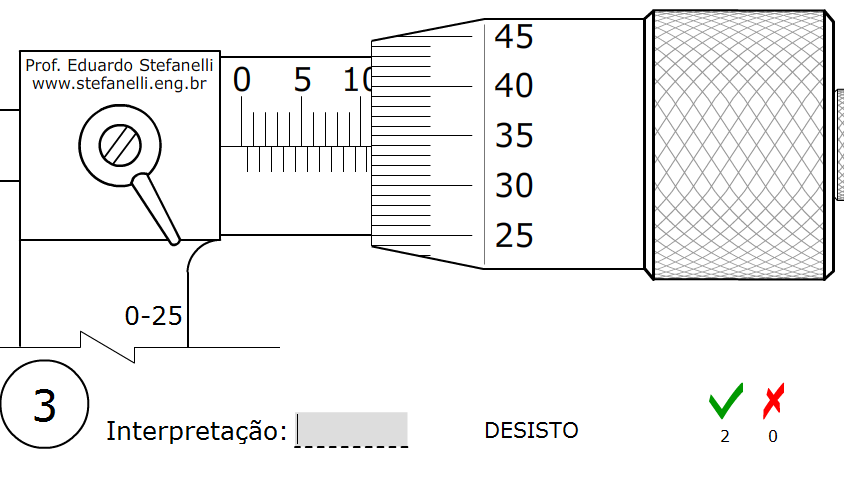 Prof. Eduardo Stefanelli
www.stefanelli.eng.br
0 5 10
45
40
35
30
25
0-25
3
Interpretação:
DESISTO
2 0